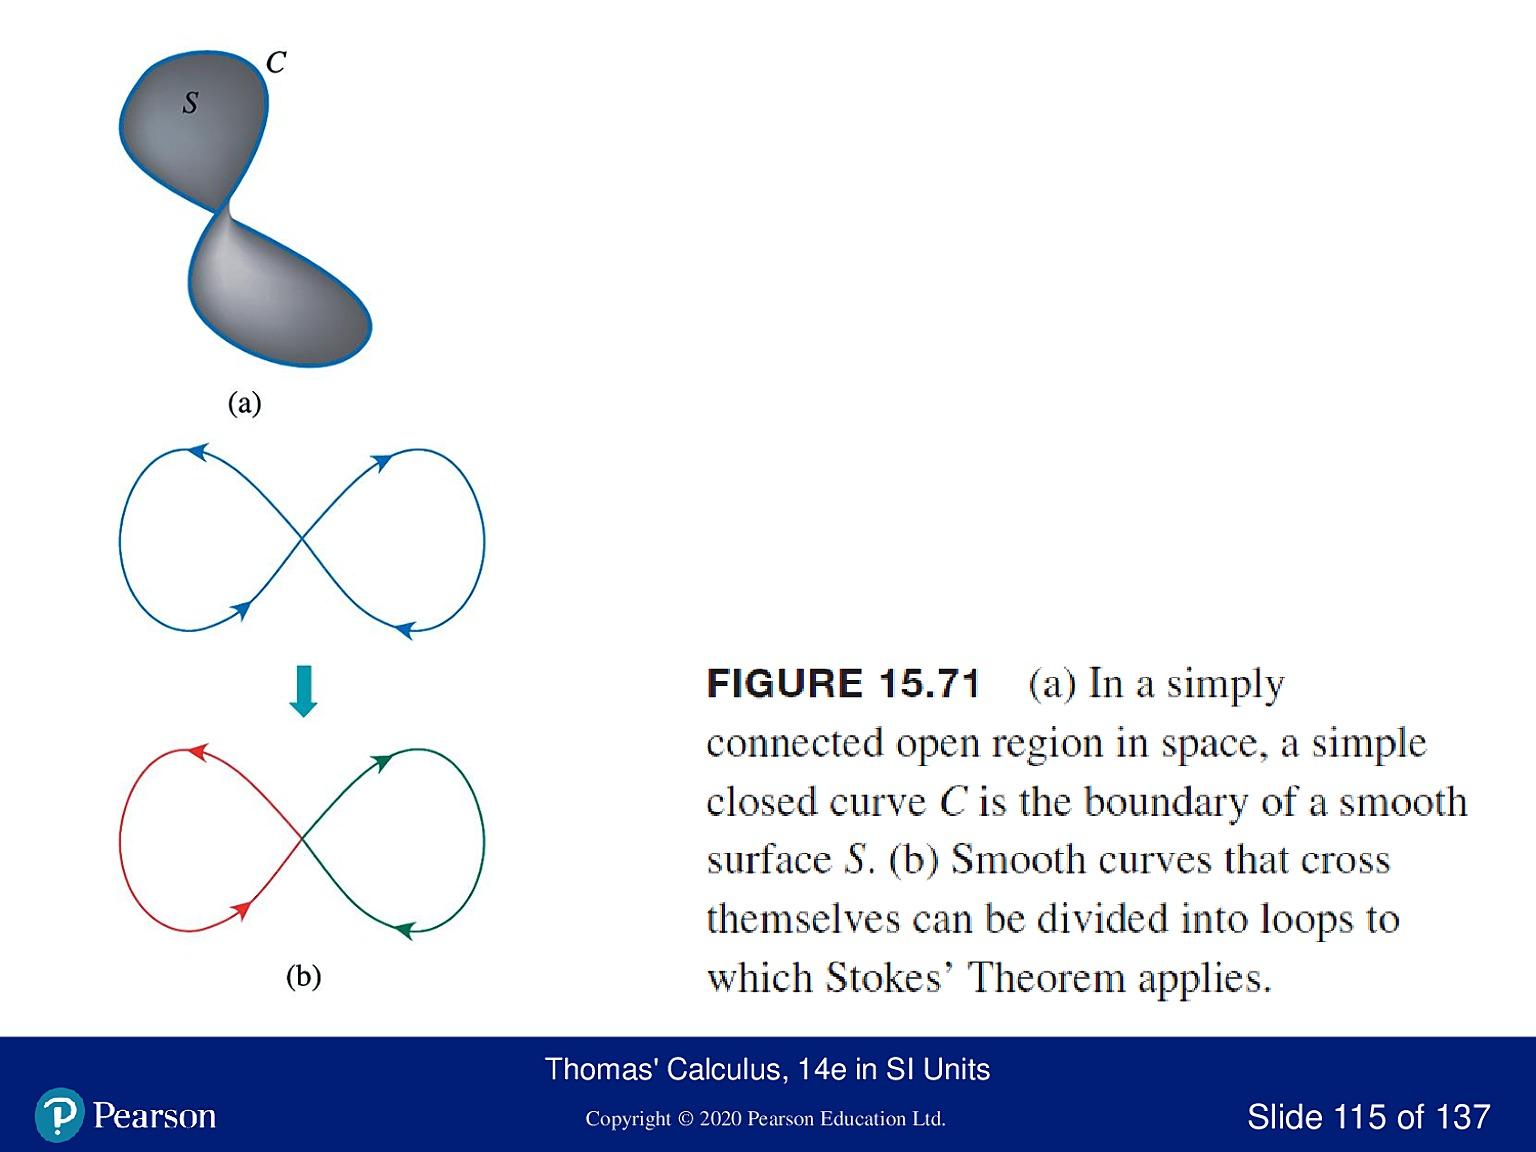 C
S
(a)
(b)
FIGURE 15.71 (a) In a simply
connected open region in space, a simple
closed curve C is the boundary of a smooth
surface S. (b) Smooth curves that cross
themselves can be divided into loops to
which Stokes’ Theorem applies.
Thomas' Calculus, 14e in SI Units
P Pearson
Copyright © 2020 Pearson Education Ltd.
Slide 115 of 137